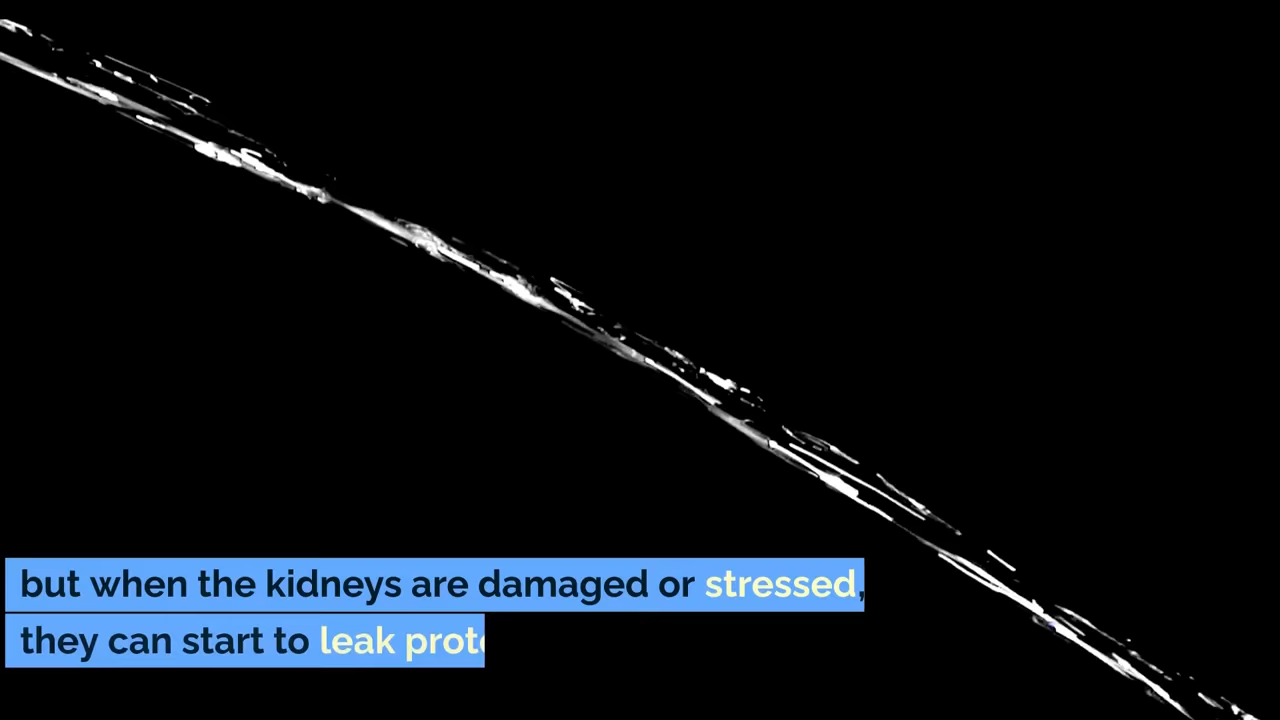 but when the kidneys are damaged or stressed,
they can start to leak